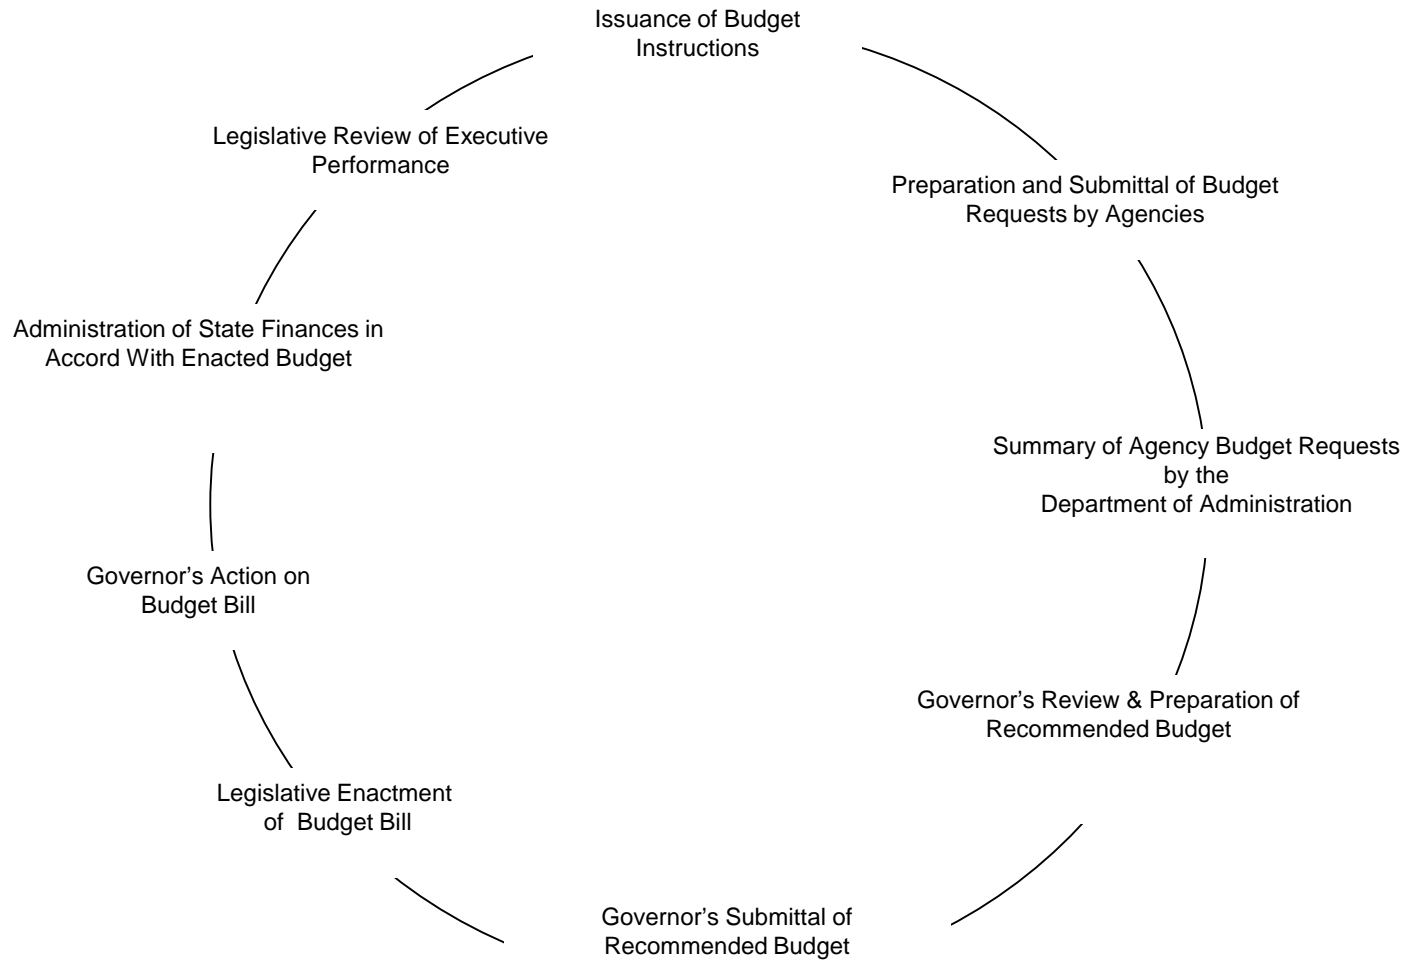 Issuance of Budget
Instructions
Preparation and Submittal of Budget
Requests by Agencies
Summary of Agency Budget Requests
by the
Department of Administration
Governor’s Review & Preparation of
Recommended Budget
Governor’s Submittal of
Recommended Budget
Legislative Enactment
of  Budget Bill
Governor’s Action on
Budget Bill
Administration of State Finances in
Accord With Enacted Budget
Legislative Review of Executive
Performance